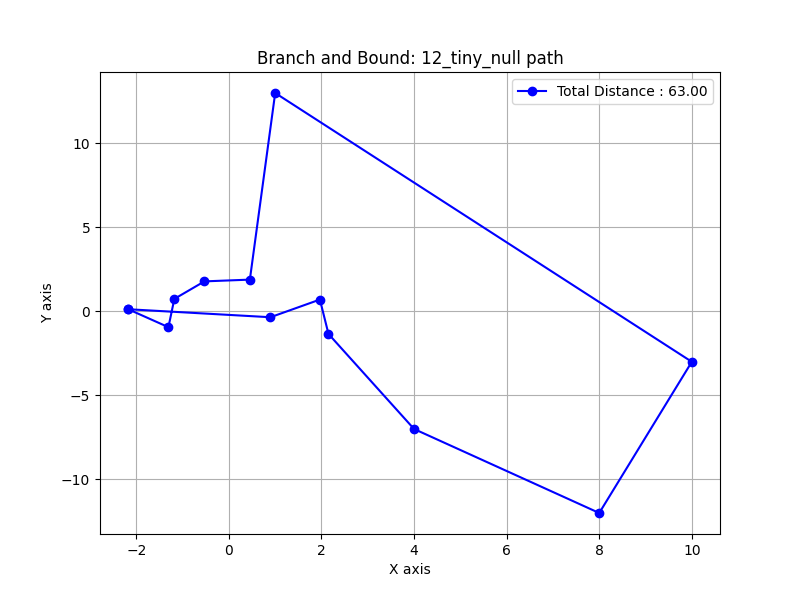 Branch and Bound: 12_tiny_null path
Total Distance : 63.00
Y axis
10
5
0
−5
−10
−2 0 2 4 6 8 10
X axis